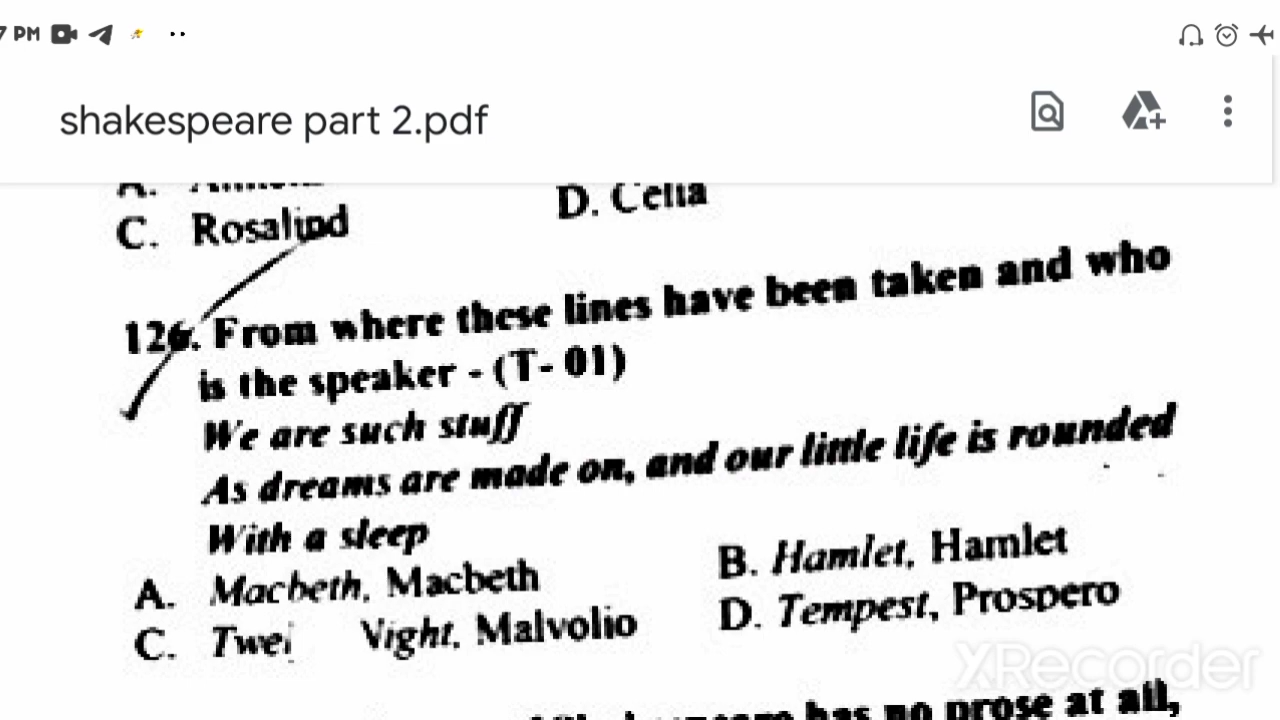 7 PM
shakespeare part 2.pdf
A.
C. Rosalind D. Celia
126. From where these lines have been taken and who
is the speaker - (T- 01)
We are such stuff
As dreams are made on, and our little life is rounded
With a sleep
A. Macbeth, Macbeth B. Hamlet, Hamlet
C. Twel Night, Malvolio D. Tempest, Prospero
XRecorder
has no prose at all,